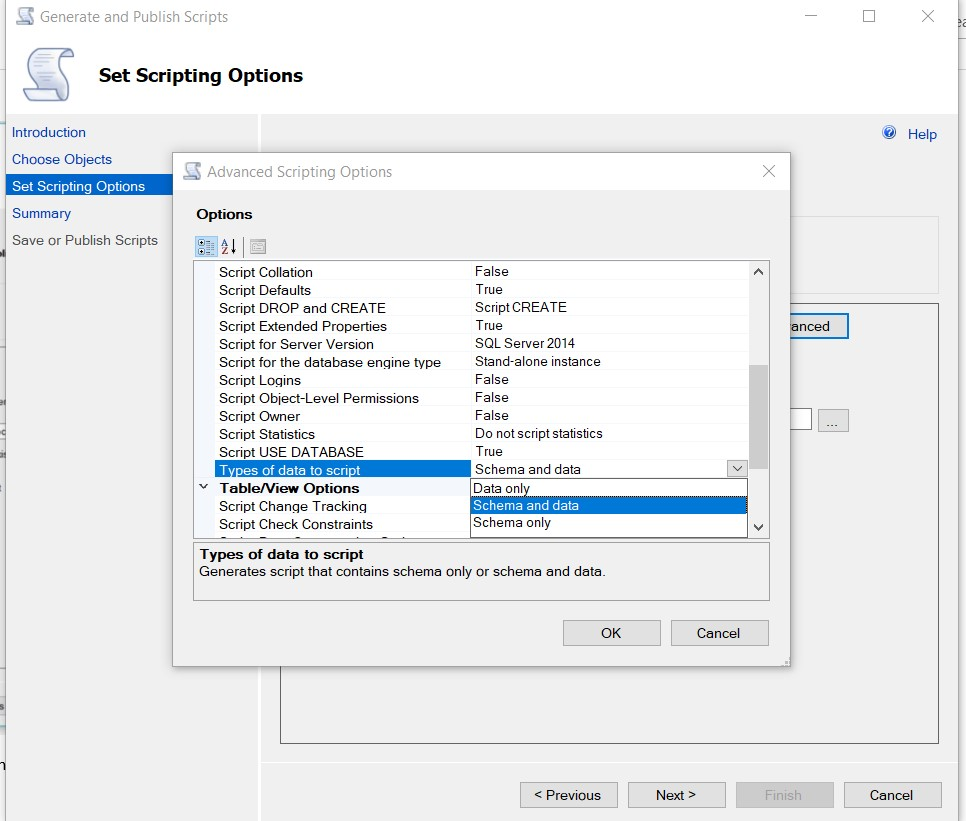 Generate and Publish Scripts
Set Scripting Options
Introduction
Choose Objects
Set Scripting Options
Summary
Save or Publish Scripts
Help
Advanced Scripting Options
Options
Script Collation False
Script Defaults True
Script DROP and CREATE Script CREATE
Script Extended Properties True
Script for Server Version SQL Server 2014
Script for the database engine type Stand-alone instance
Script Logins False
Script Object-Level Permissions False
Script Owner False
Script Statistics Do not script statistics
Script USE DATABASE True
Types of data to script Schema and data
Table/View Options
Data only
Schema and data
Schema only
Script Change Tracking
Script Check Constraints
Types of data to script
Generates script that contains schema only or schema and data.
OK Cancel
anced
...
< Previous Next > Finish Cancel